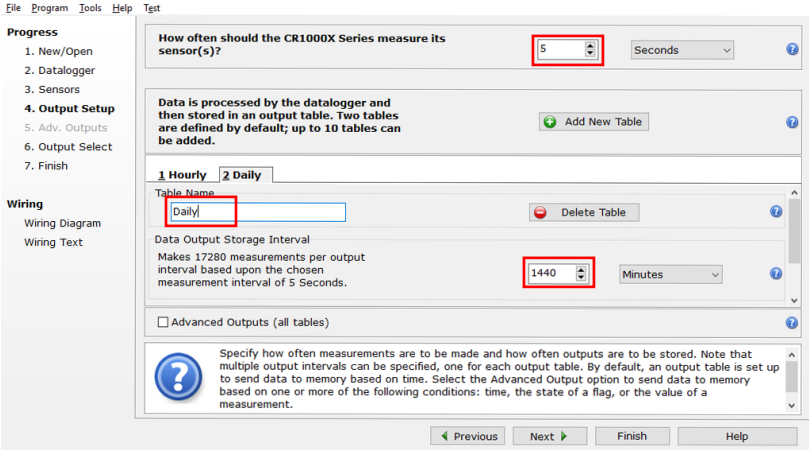 File Program Tools Help Test
Progress
1. New/Open
2. Datalogger
3. Sensors
4. Output Setup
5. Adv. Outputs
6. Output Select
7. Finish
Wiring
Wiring Diagram
Wiring Text
How often should the CR1000X Series measure its
sensor(s)?
5
Seconds
?
Data is processed by the datalogger and
then stored in an output table. Two tables
are defined by default; up to 10 tables can
be added.
Add New Table
?
1 Hourly
2 Daily
Table Name
Daily
Delete Table
?
Data Output Storage Interval
Makes 17280 measurements per output
interval based upon the chosen
measurement interval of 5 Seconds.
1440
Minutes
?
Advanced Outputs (all tables)
?
?
Specify how often measurements are to be made and how often outputs are to be stored. Note that
multiple output intervals can be specified, one for each output table. By default, an output table is set up
to send data to memory based on time. Select the Advanced Output option to send data to memory
based on one or more of the following conditions: time, the state of a flag, or the value of a
measurement.
Previous
Next
Finish
Help